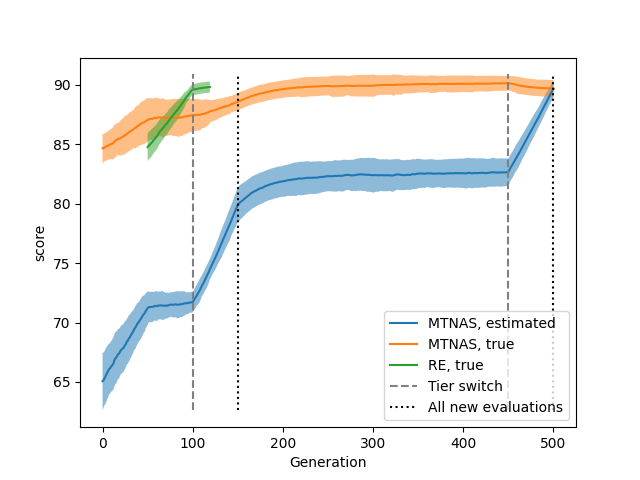 90
85
80
75
70
65
score
0
100
200
300
400
500
Generation
MTNAS, estimated
MTNAS, true
RE, true
Tier switch
All new evaluations